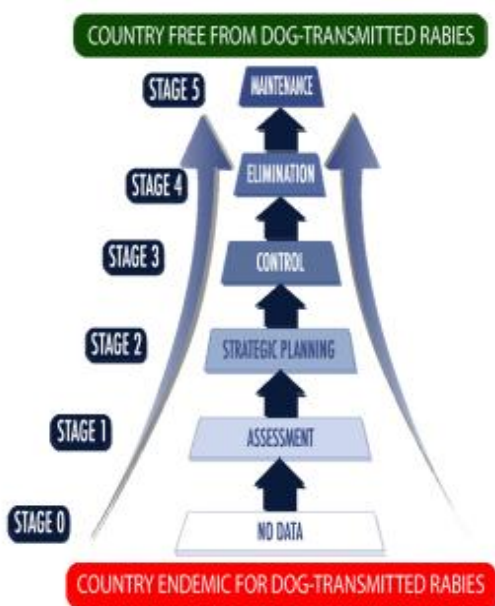 COUNTRY FREE FROM DOG-TRANSMITTED RABIES
STAGE 5
MAINTENANCE
STAGE 4
ELIMINATION
STAGE 3
CONTROL
STAGE 2
STRATEGIC PLANNING
STAGE 1
ASSESSMENT
STAGE 0
NO DATA
COUNTRY ENDEMIC FOR DOG-TRANSMITTED RABIES